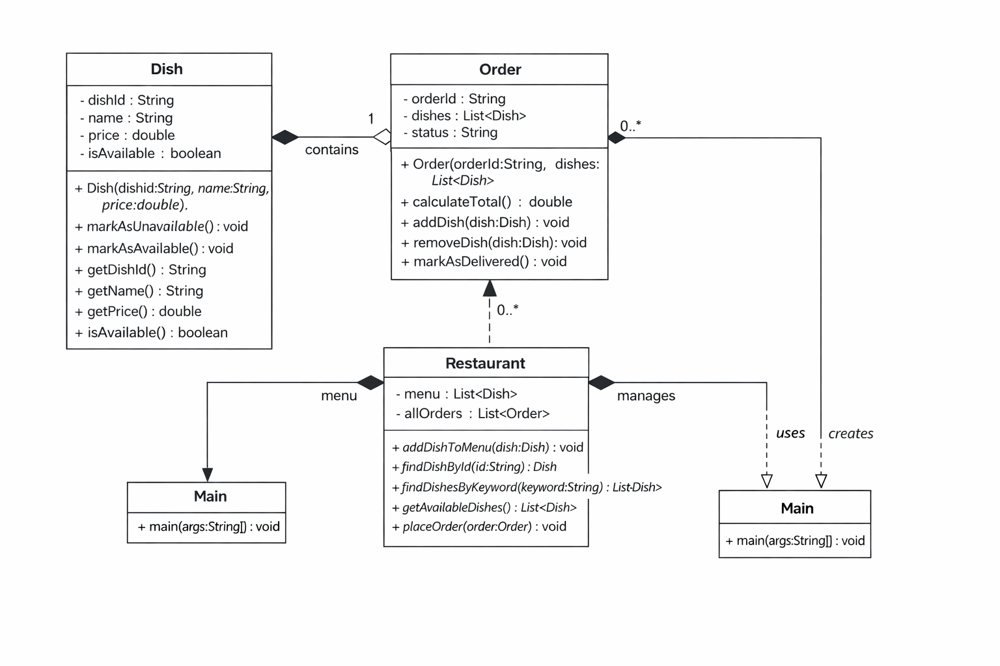 Dish
- dishId : String
- name : String
- price : double
- isAvailable : boolean
+ Dish(dishid:String, name:String,
price:double).
+ markAsUnavailable() : void
+ markAsAvailable() : void
+ getDishId() : String
+ getName() : String
+ getPrice() : double
+ isAvailable() : boolean
1
contains
Order
- orderId : String
- dishes : List<Dish>
- status : String
+ Order(orderId:String, dishes:
List<Dish>
+ calculateTotal() : double
+ addDish(dish:Dish) : void
+ removeDish(dish:Dish): void
+ markAsDelivered() : void
0..*
0..*
Restaurant
- menu : List<Dish>
- allOrders : List<Order>
+ addDishToMenu(dish:Dish) : void
+ findDishById(id:String) : Dish
+ findDishesByKeyword(keyword:String) : List-Dish>
+ getAvailableDishes() : List<Dish>
+ placeOrder(order:Order) : void
menu
manages
uses
creates
Main
+ main(args:String[]) : void
Main
+ main(args:String[]) : void